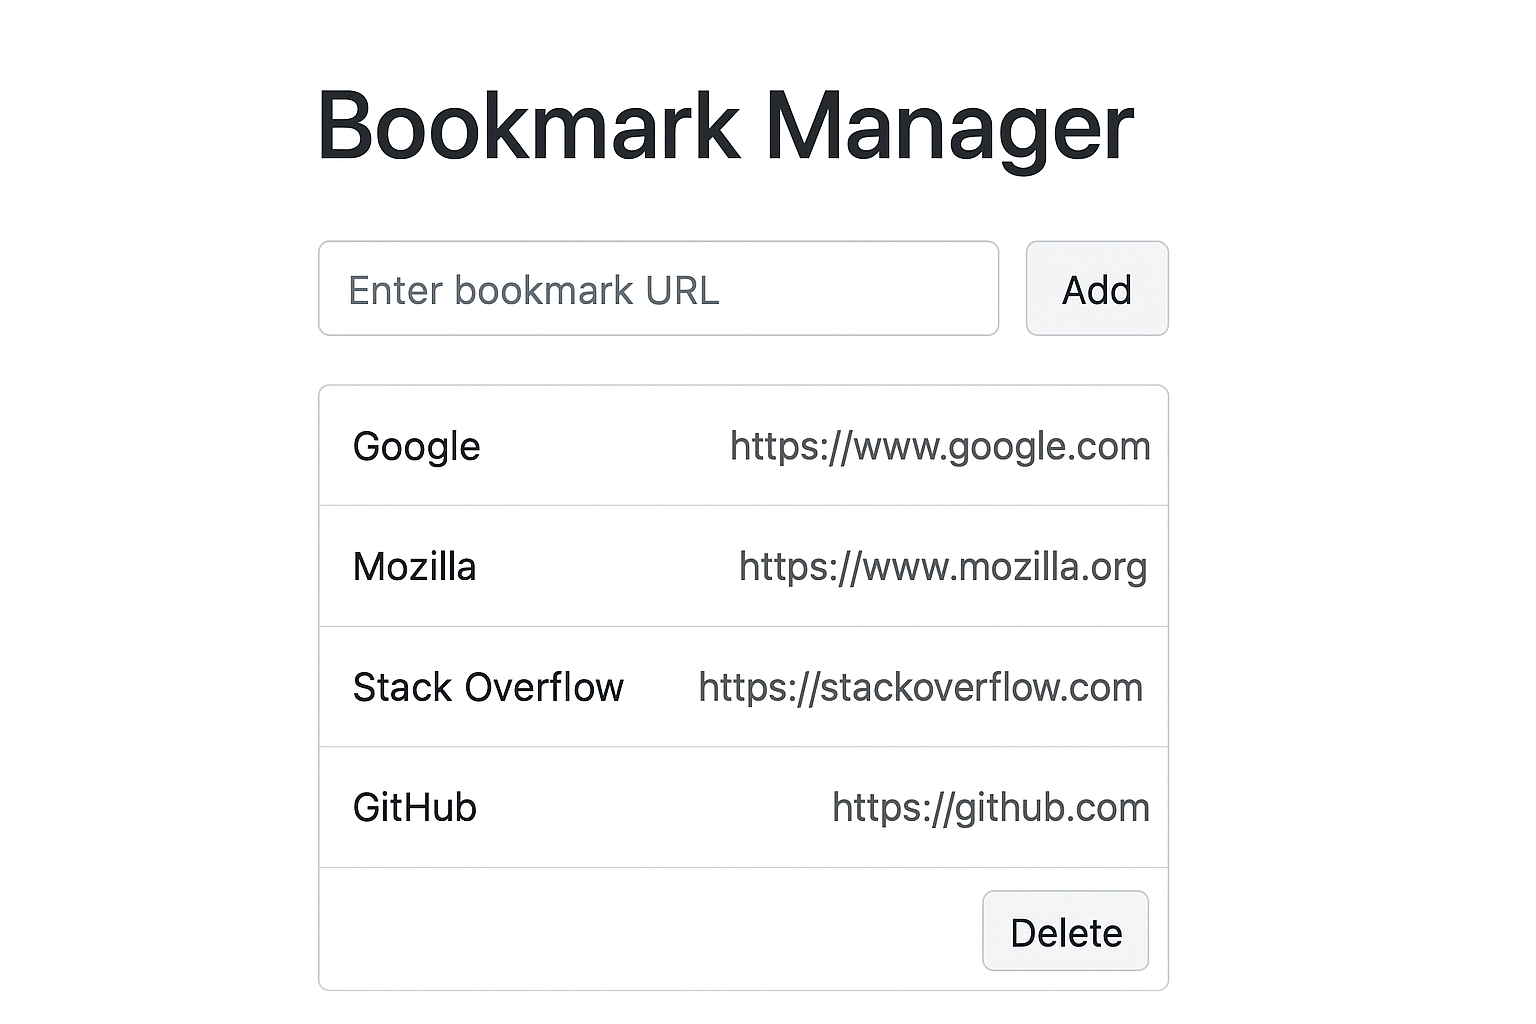 Bookmark Manager
Enter bookmark URL Add
Google https://www.google.com
Mozilla https://www.mozilla.org
Stack Overflow https://stackoverflow.com
GitHub https://github.com
Delete